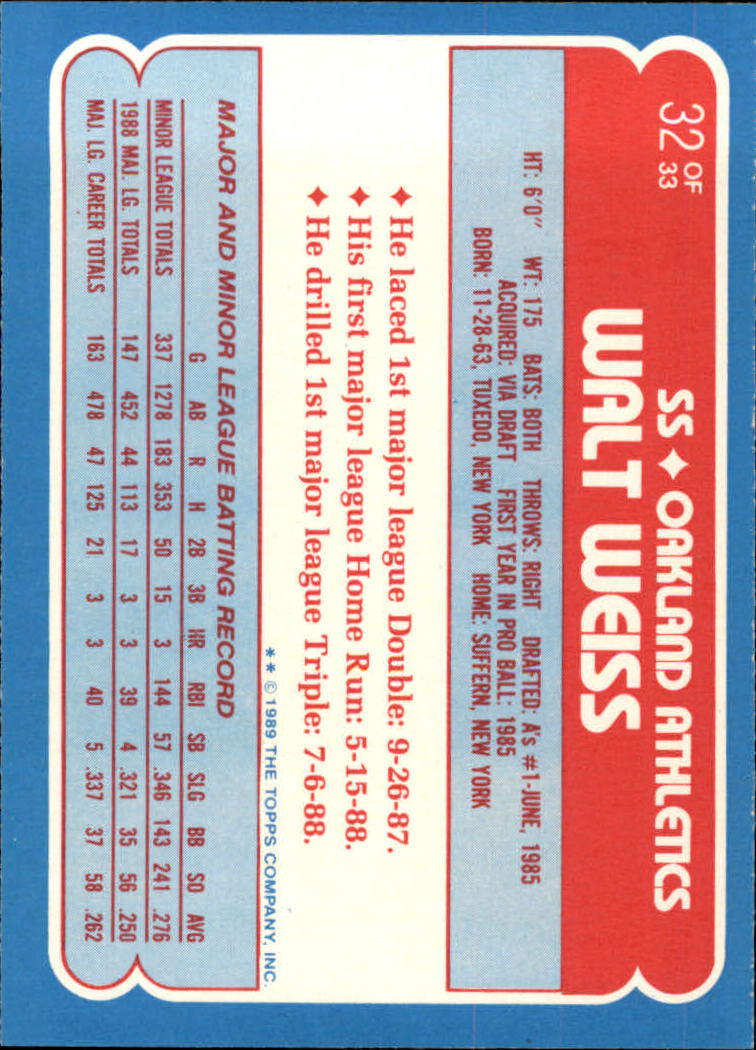 32 OF 33
SS ♦ OAKLAND ATHLETICS
WALT WEISS
HT: 6'0" WT: 175 BATS: BOTH THROWS: RIGHT DRAFTED: A's #1-JUNE, 1985
ACQUIRED: VIA DRAFT FIRST YEAR IN PRO BALL: 1985
BORN: 11-28-63, TUXEDO, NEW YORK HOME: SUFFERN, NEW YORK
♦ He laced 1st major league Double: 9-26-87.
♦ His first major league Home Run: 5-15-88.
♦ He drilled 1st major league Triple: 7-6-88.
** © 1989 THE TOPPS COMPANY, INC.
MAJOR AND MINOR LEAGUE BATTING RECORD
G AB R H 2B 3B HR RBI SB SLG BB SO AVG
MINOR LEAGUE TOTALS 337 1278 183 353 50 15 3 144 57 .346 143 241 .276
1988 MAJ. LG. TOTALS 147 452 44 113 17 3 3 39 4 .321 35 56 .250
MAJ. LG. CAREER TOTALS 163 478 47 125 21 3 3 40 5 .337 37 58 .262